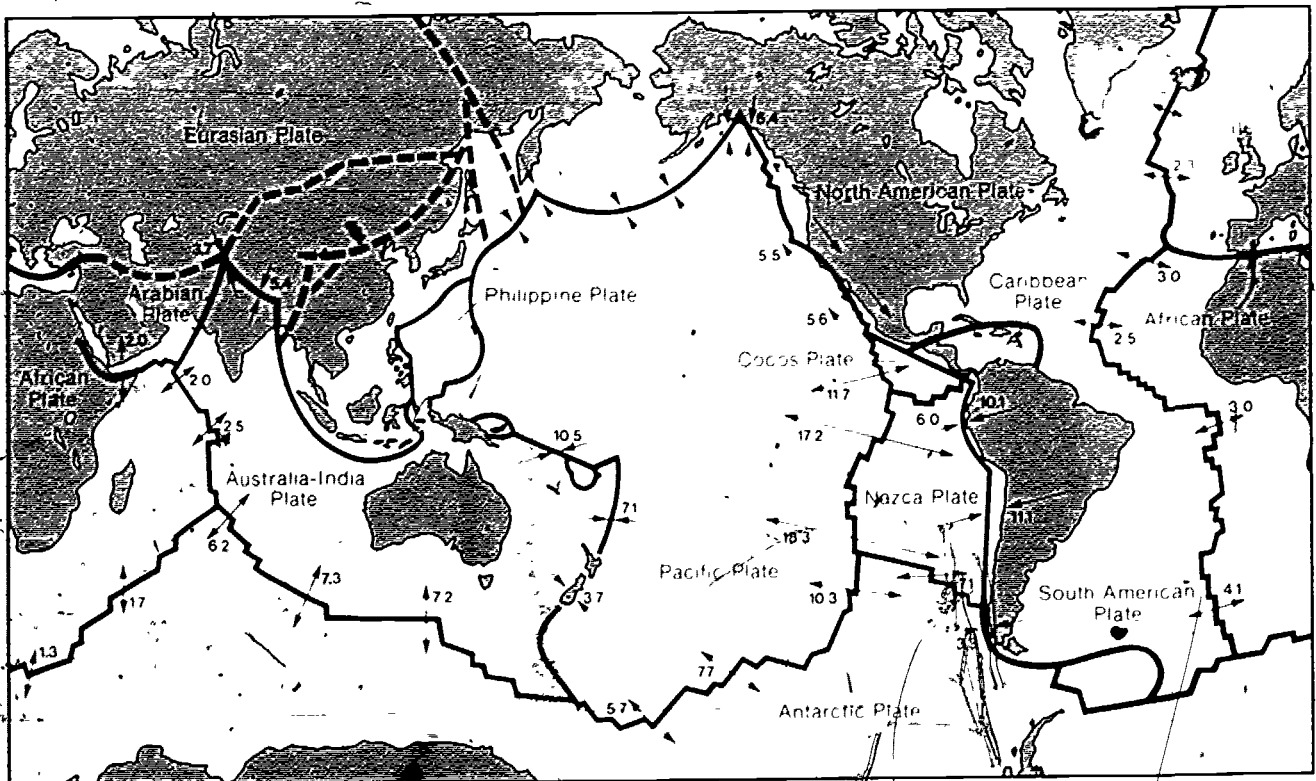 Eurasian Plate
5.4
North American Plate
2.3
5.4
Arabian
Plate
Philippine Plate
5.5
Caribbean
Plate
3.0
2.0
5.6
2.5
African Plate
African
Plate
2.0
Cocos Plate
11.7
10.1
2.5
10.5
17.2
6.0
3.0
Australia-India
Plate
7.1
Nazca Plate
11.1
6.2
18.3
Pacific Plate
7.3
7.2
3.7
10.3
7.1
South American
Plate
4.1
1.7
1.3
7.7
5.7
Antarctic Plate